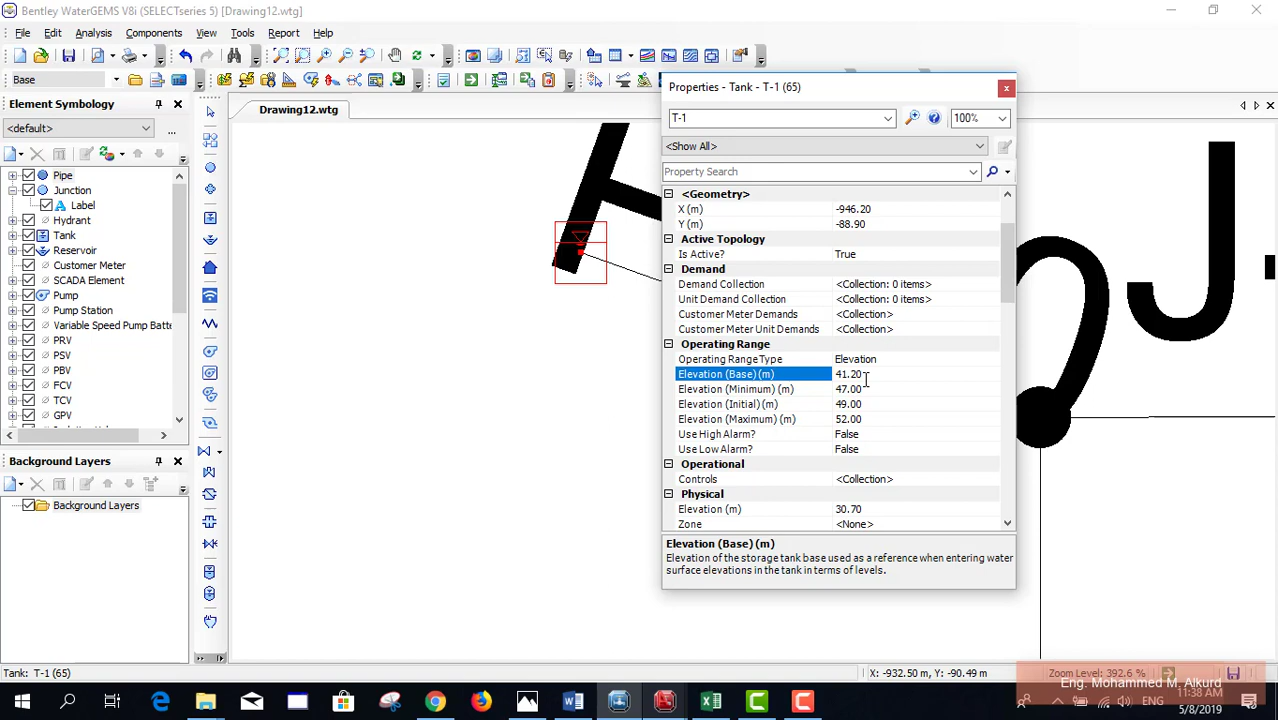 Bentley WaterGEMS V8i (SELECTseries 5) [Drawing12.wtg]
File Edit Analysis Components View Tools Report Help
Base
Element Symbology
<default>
...
Pipe
Junction
Label
Hydrant
Tank
Reservoir
Customer Meter
SCADA Element
Pump
Pump Station
Variable Speed Pump Batte
PRV
PSV
PBV
FCV
TCV
GPV
Background Layers
Background Layers
Drawing12.wtg
J
Properties - Tank - T-1 (65)
T-1
100%
<Show All>
Property Search
<Geometry>
X (m) -946.20
Y (m) -88.90
Active Topology
Is Active? True
Demand
Demand Collection <Collection: 0 items>
Unit Demand Collection <Collection: 0 items>
Customer Meter Demands <Collection>
Customer Meter Unit Demands <Collection>
Operating Range
Operating Range Type Elevation
Elevation (Base) (m) 41.20
Elevation (Minimum) (m) 47.00
Elevation (Initial) (m) 49.00
Elevation (Maximum) (m) 52.00
Use High Alarm? False
Use Low Alarm? False
Operational
Controls <Collection>
Physical
Elevation (m) 30.70
Zone <None>
Elevation (Base) (m)
Elevation of the storage tank base used as a reference when entering water
surface elevations in the tank in terms of levels.
Tank: T-1 (65)
X: -932.50 m, Y: -90.49 m
Zoom Level: 392.6 %
Eng. Mohammed M. Alkurd
11:38 AM
ENG
5/8/2019